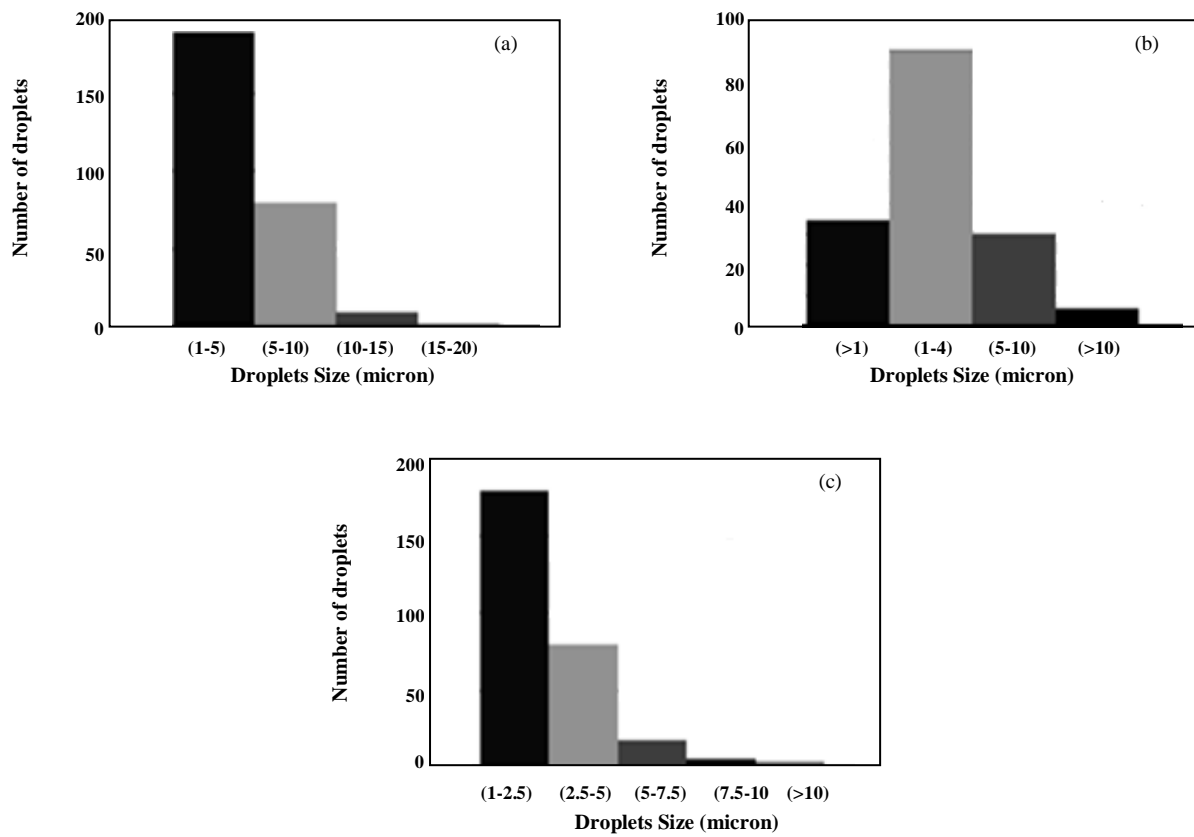 (a)
Number of droplets
200
150
100
50
0
(1-5) (5-10) (10-15) (15-20)
Droplets Size (micron)
(b)
Number of droplets
100
80
60
40
20
0
(>1) (1-4) (5-10) (>10)
Droplets Size (micron)
(c)
Number of droplets
200
150
100
50
0
(1-2.5) (2.5-5) (5-7.5) (7.5-10 (>10)
Droplets Size (micron)